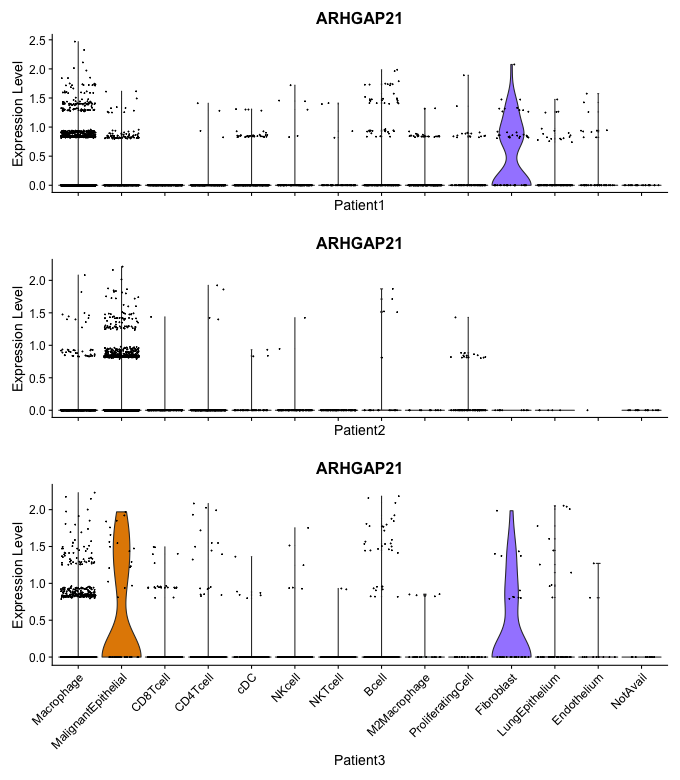 ARHGAP21
Expression Level
2.5
2.0
1.5
1.0
0.5
0.0
Patient1
ARHGAP21
Expression Level
2.0
1.5
1.0
0.5
0.0
Patient2
ARHGAP21
Expression Level
2.0
1.5
1.0
0.5
0.0
Macrophage
MalignantEpithelial
CD8Tcell
CD4Tcell
cDC
NKcell
NKTcell
Bcell
M2Macrophage
ProliferatingCell
Fibroblast
LungEpithelium
Endothelium
NotAvail
Patient3